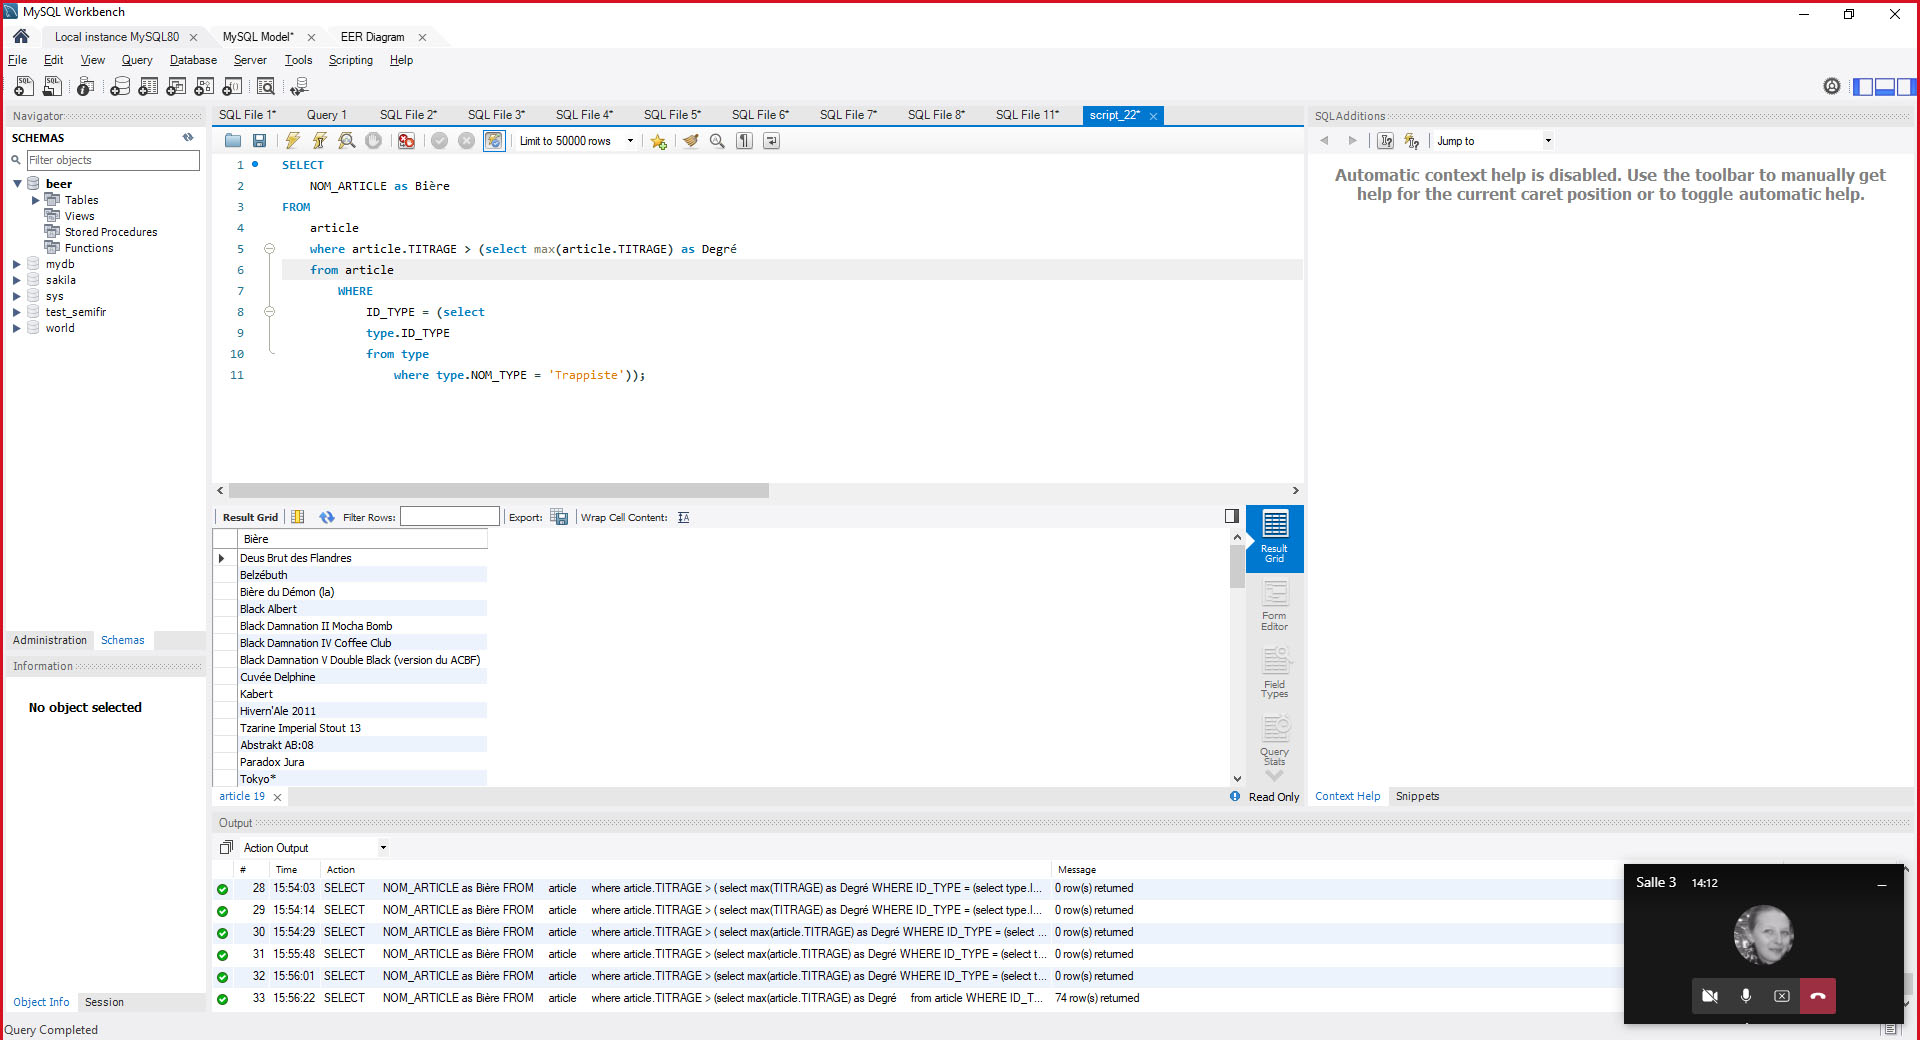 MySQL Workbench
Local instance MySQL80
MySQL Model*
EER Diagram
File Edit View Query Database Server Tools Scripting Help
Navigator
SCHEMAS
Filter objects
beer
Tables
Views
Stored Procedures
Functions
mydb
sakila
sys
test_semifir
world
Administration Schemas
Information
No object selected
Object Info Session
Query Completed
SQL File 1* Query 1 SQL File 2* SQL File 3* SQL File 4* SQL File 5* SQL File 6* SQL File 7* SQL File 8* SQL File 11* script_22*
Limit to 50000 rows
1 SELECT
2 NOM_ARTICLE as Bière
3 FROM
4 article
5 where article.TITRAGE > (select max(article.TITRAGE) as Degré
6 from article
7 WHERE
8 ID_TYPE = (select
9 type.ID_TYPE
10 from type
11 where type.NOM_TYPE = 'Trappiste'));
Result Grid Filter Rows: Export: Wrap Cell Content:
Bière
Deus Brut des Flandres
Belzébuth
Bière du Démon (la)
Black Albert
Black Damnation II Mocha Bomb
Black Damnation IV Coffee Club
Black Damnation V Double Black (version du ACBF)
Cuvée Delphine
Kabert
Hivern'Ale 2011
Tzarine Imperial Stout 13
Abstrakt AB:08
Paradox Jura
Tokyo*
Result
Grid
Form
Editor
Field
Types
Query
Stats
article 19
Read Only
SQLAdditions
Jump to
Automatic context help is disabled. Use the toolbar to manually get
help for the current caret position or to toggle automatic help.
Context Help Snippets
Output
Action Output
# Time Action Message
28 15:54:03 SELECT NOM_ARTICLE as Bière FROM article where article.TITRAGE > ( select max(TITRAGE) as Degré WHERE ID_TYPE = (select type.I... 0 row(s) returned
29 15:54:14 SELECT NOM_ARTICLE as Bière FROM article where article.TITRAGE > ( select max(TITRAGE) as Degré WHERE ID_TYPE = (select type.I... 0 row(s) returned
30 15:54:29 SELECT NOM_ARTICLE as Bière FROM article where article.TITRAGE > ( select max(article.TITRAGE) as Degré WHERE ID_TYPE = (select ... 0 row(s) returned
31 15:55:48 SELECT NOM_ARTICLE as Bière FROM article where article.TITRAGE > (select max(article.TITRAGE) as Degré WHERE ID_TYPE = (select t... 0 row(s) returned
32 15:56:01 SELECT NOM_ARTICLE as Bière FROM article where article.TITRAGE > (select max(article.TITRAGE) as Degré WHERE ID_TYPE = (select t... 0 row(s) returned
33 15:56:22 SELECT NOM_ARTICLE as Bière FROM article where article.TITRAGE > (select max(article.TITRAGE) as Degré from article WHERE ID_T... 74 row(s) returned
Salle 3 14:12